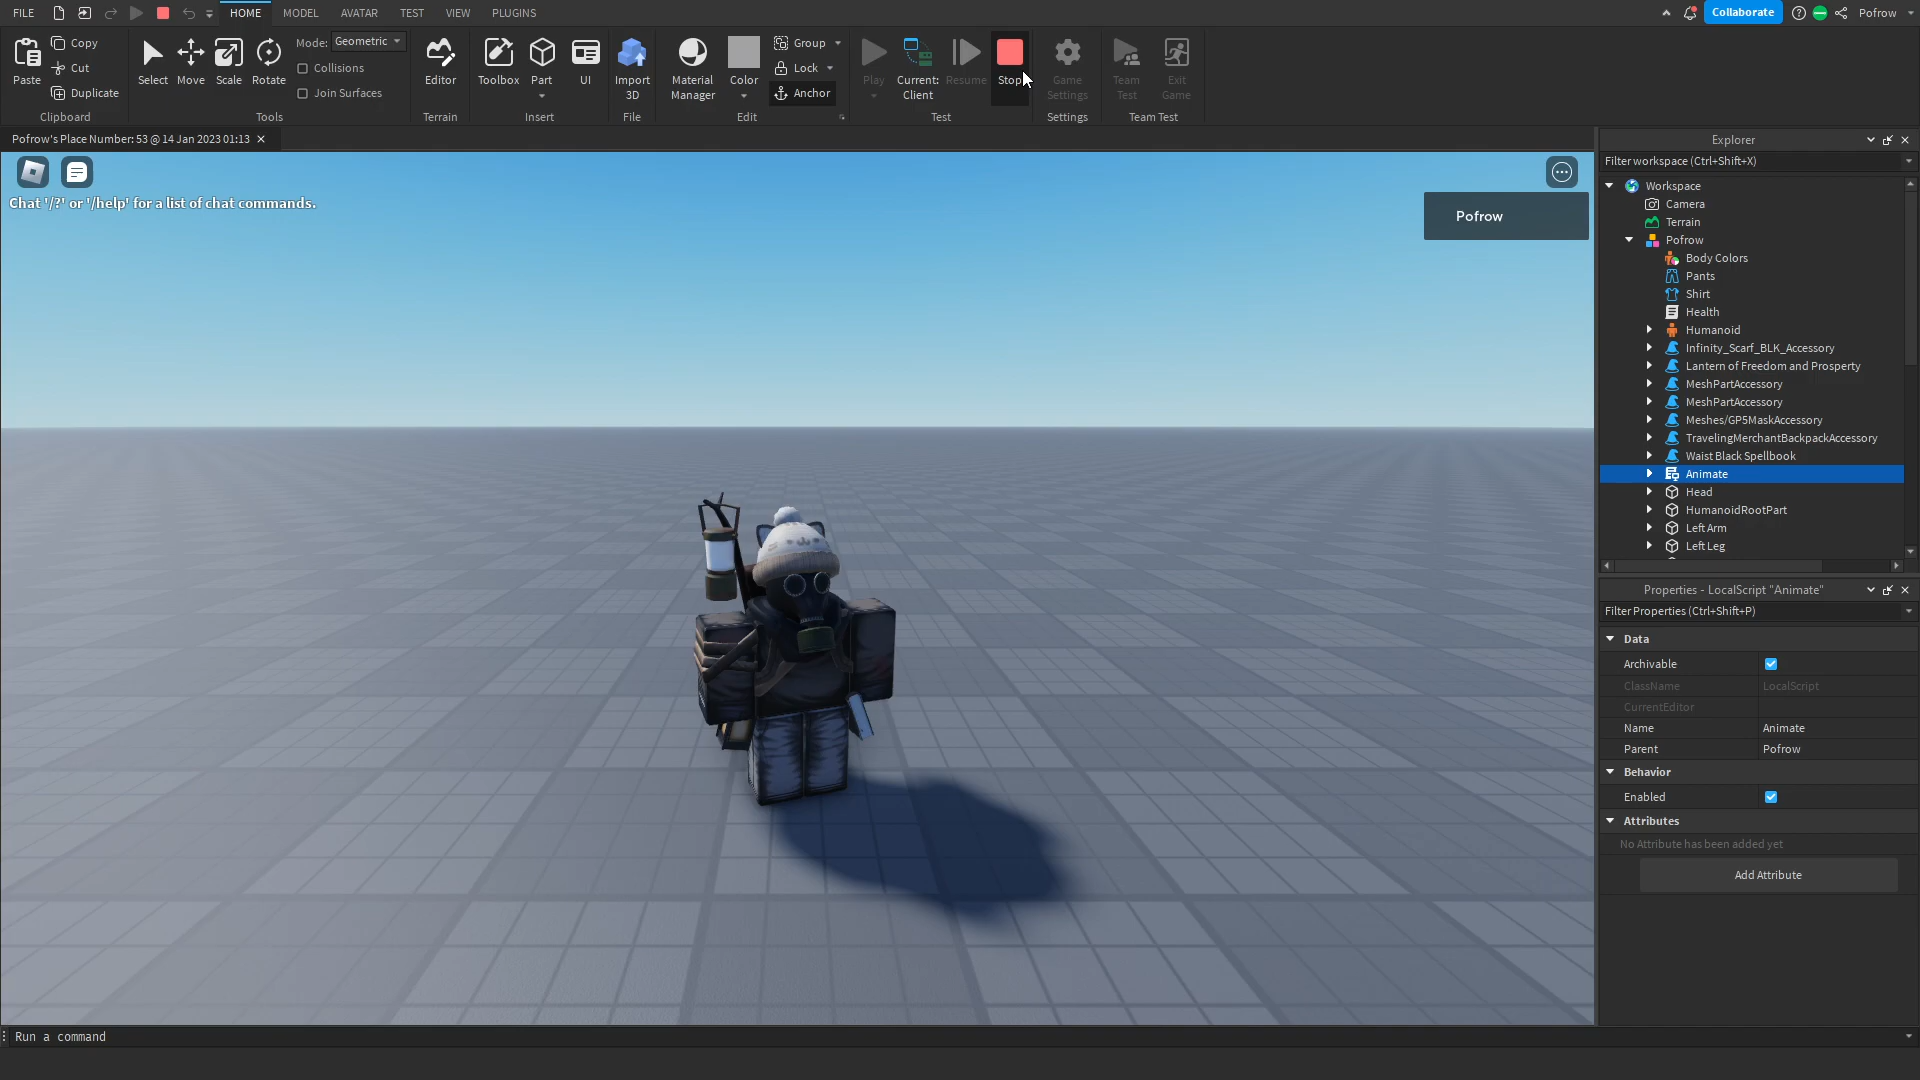 FILE HOME MODEL AVATAR TEST VIEW PLUGINS Collaborate Pofrow
Paste
Copy
Cut
Duplicate
Clipboard
Select Move Scale Rotate
Mode: Geometric
Collisions
Join Surfaces
Tools
Editor
Terrain
Toolbox Part UI
Insert
Import
3D
File
Material
Manager
Color
Group
Lock
Anchor
Edit
Play
Current:
Client
Resume
Stop
Test
Game
Settings
Settings
Team
Test
Exit
Game
Team Test
Pofrow's Place Number: 53 @ 14 Jan 2023 01:13
Chat '/?' or '/help' for a list of chat commands.
Pofrow
Explorer
Filter workspace (Ctrl+Shift+X)
Workspace
Camera
Terrain
Pofrow
Body Colors
Pants
Shirt
Health
Humanoid
Infinity_Scarf_BLK_Accessory
Lantern of Freedom and Prosperity
MeshPartAccessory
MeshPartAccessory
Meshes/GP5MaskAccessory
TravelingMerchantBackpackAccessory
Waist Black Spellbook
Animate
Head
HumanoidRootPart
Left Arm
Left Leg
Properties - LocalScript "Animate"
Filter Properties (Ctrl+Shift+P)
Data
Archivable
ClassName LocalScript
CurrentEditor
Name Animate
Parent Pofrow
Behavior
Enabled
Attributes
No Attribute has been added yet
Add Attribute
Run a command